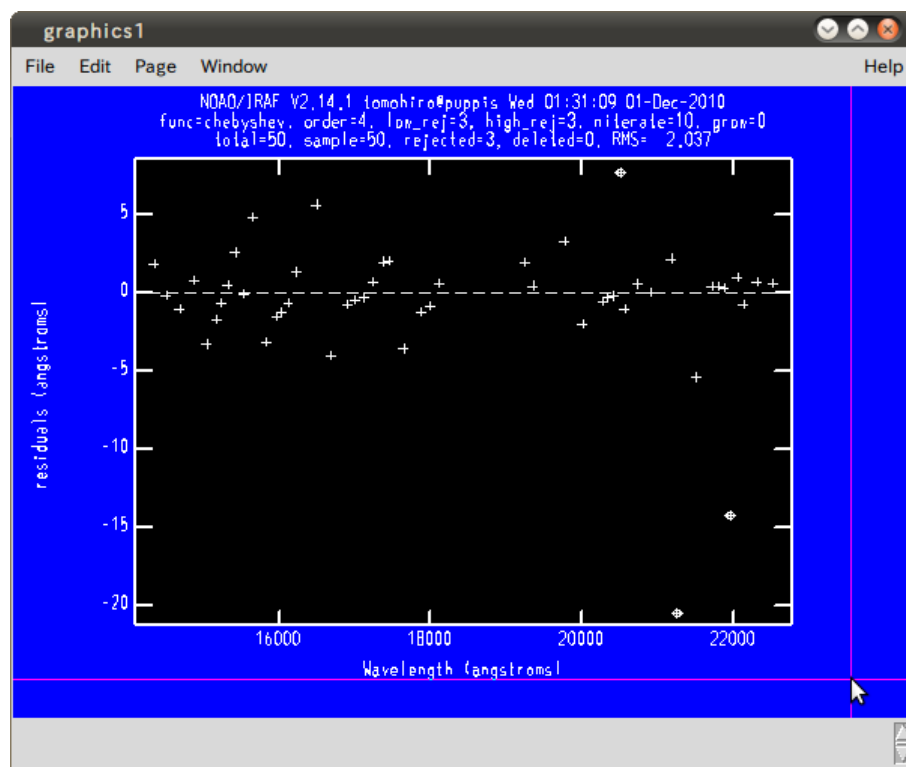 graphics1
File Edit Page Window Help
NOAO/IRAF V2.14.1 tomohiro@puppis Wed 01:31:09 01-Dec-2010
func=chebyshev, order=4, low_rej=3, high_rej=3, niterate=10, grow=0
total=50, sample=50, rejected=3, deleted=0, RMS= 2.037
5
0
-5
-10
-15
-20
residuals (angstroms)
16000 18000 20000 22000
Wavelength (angstroms)